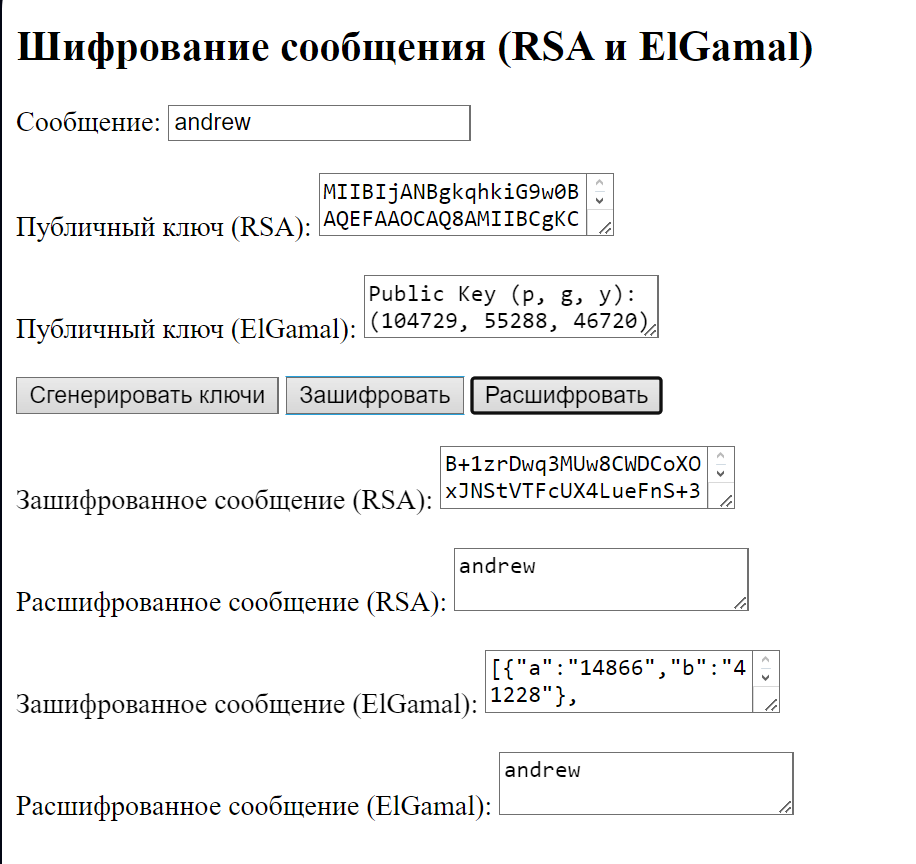 Шифрование сообщения (RSA и ElGamal)
Сообщение: andrew
Публичный ключ (RSA): MIIBIjANBgkqhkiG9w0B
AQEFAAOCAQ8AMIIBCgKC
Публичный ключ (ElGamal): Public Key (p, g, y):
(104729, 55288, 46720)
Сгенерировать ключи Зашифровать Расшифровать
Зашифрованное сообщение (RSA): B+1zrDwq3MUw8CWDCoXO
xJNStVTFcUX4LueFnS+3
Расшифрованное сообщение (RSA): andrew
Зашифрованное сообщение (ElGamal): [{"a":"14866","b":"4
1228"},
Расшифрованное сообщение (ElGamal): andrew